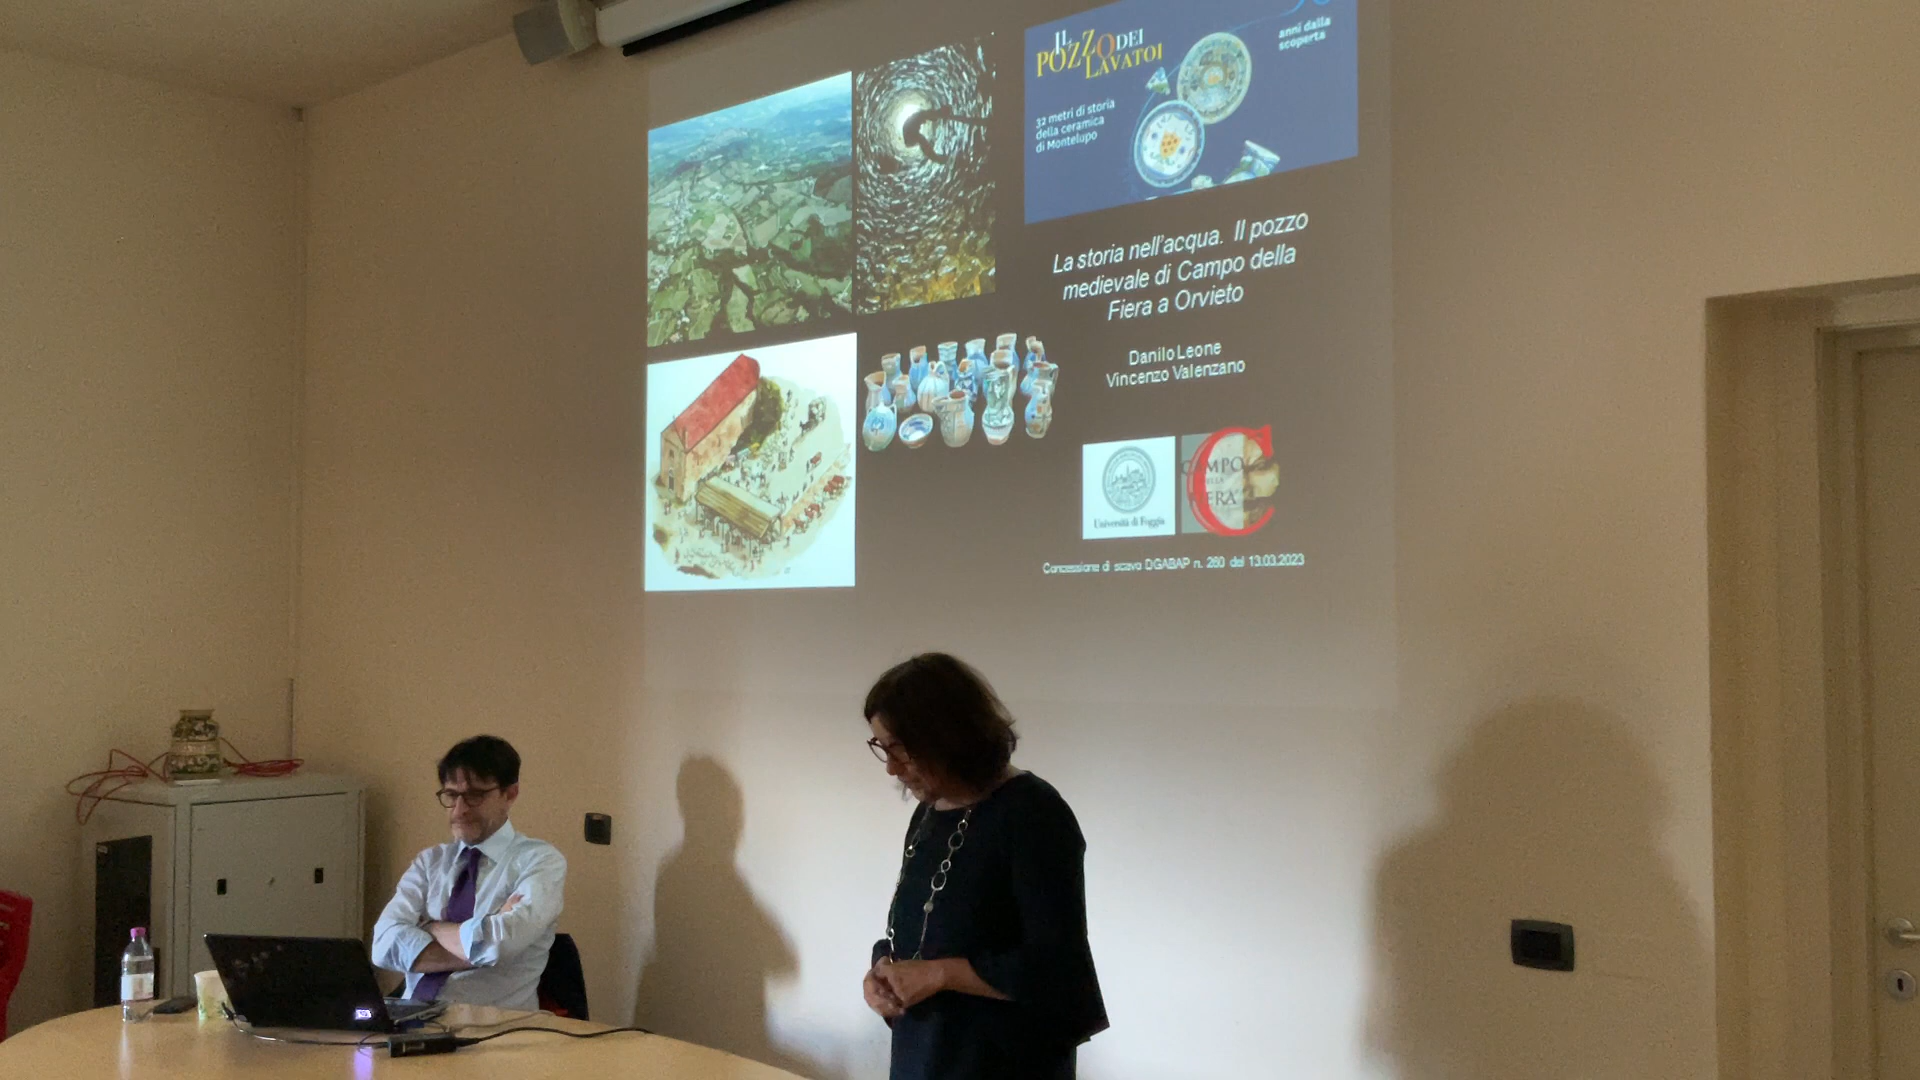 IL
POZZO DEI
LAVATOI
anni dalla
scoperta
32 metri di storia
della ceramica
di Montelupo
La storia nell'acqua. Il pozzo
medievale di Campo della
Fiera a Orvieto
Danilo Leone
Vincenzo Valenzano
Università di Foggia
CAMPO
DELLA
FIERA
Concessione di scavo DGABAP n. 260 del 13.03.2023